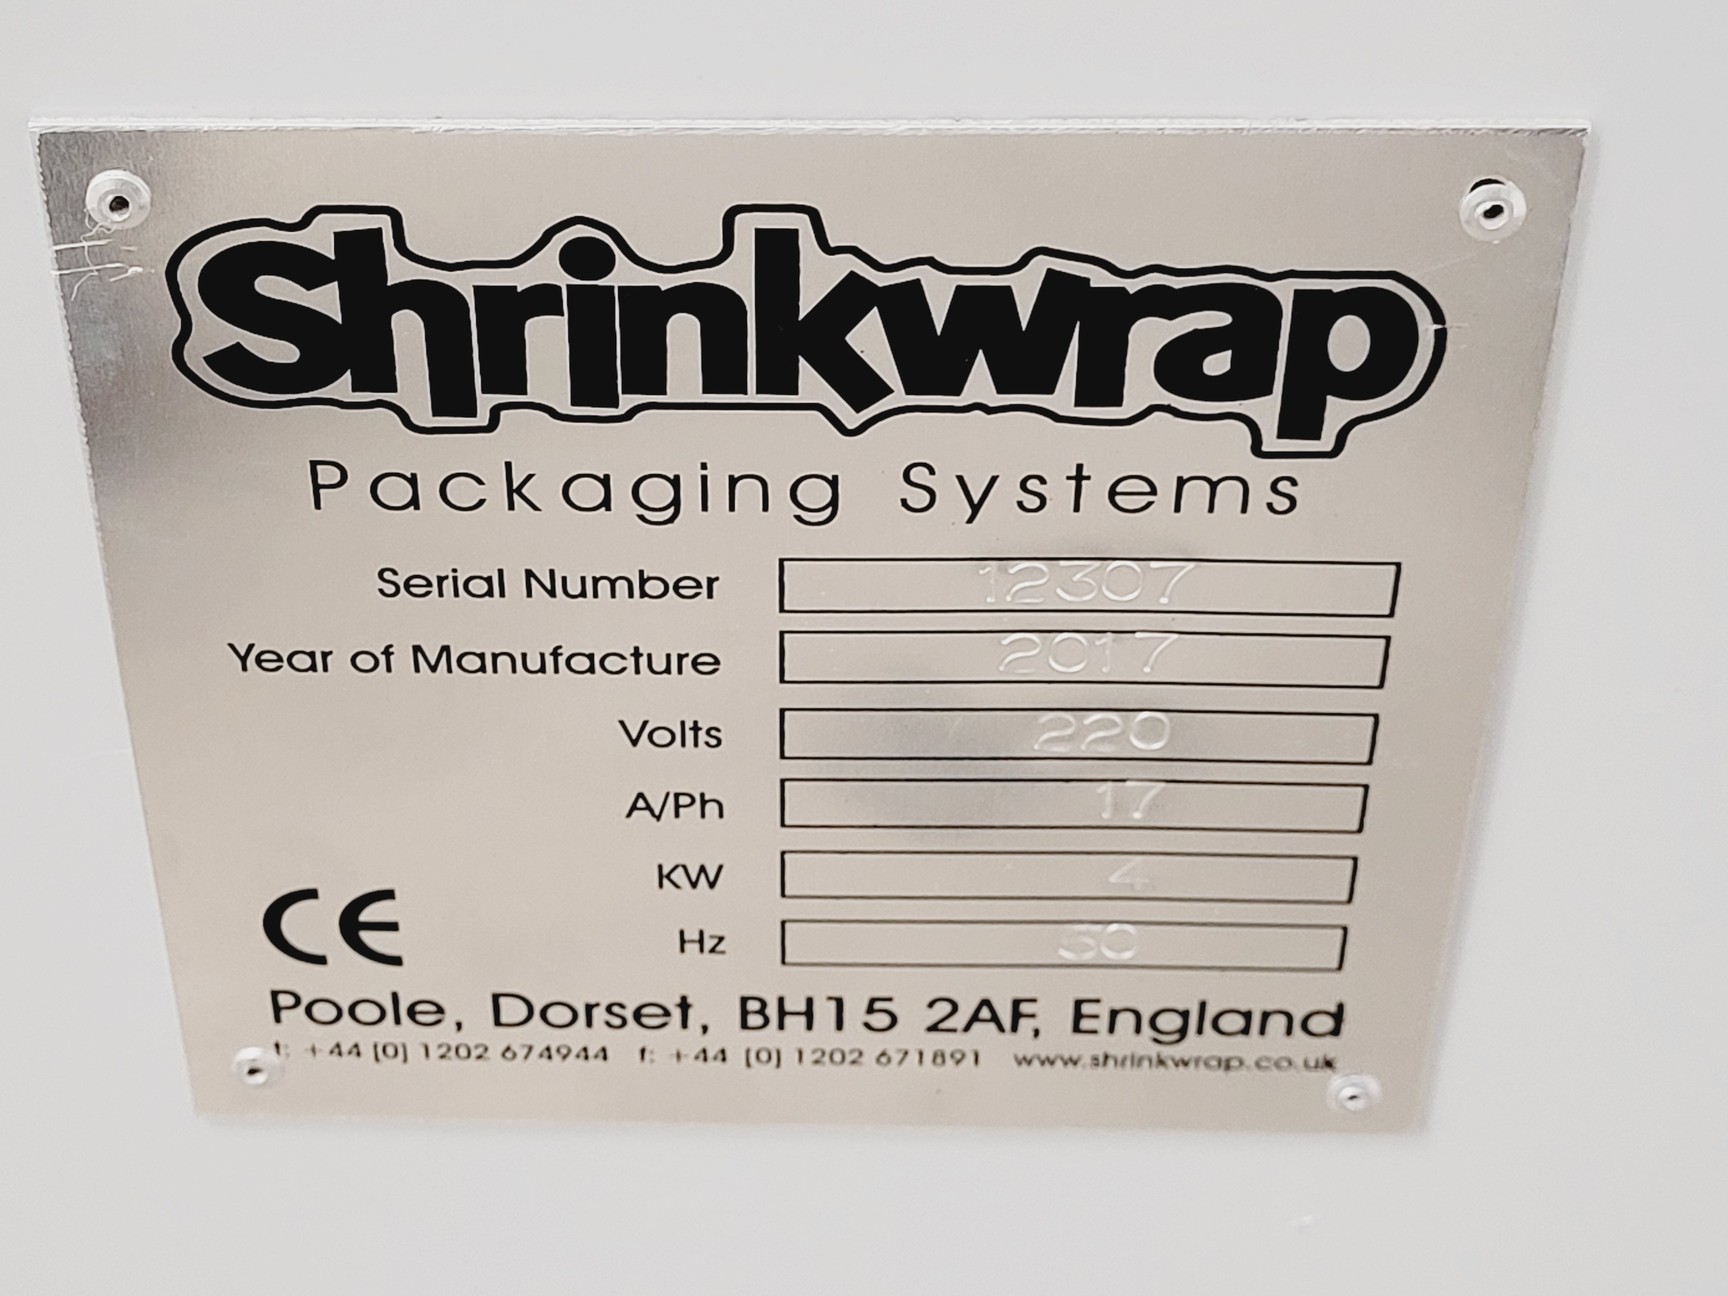 Shrinkwrap
Packaging Systems
Serial Number 12307
Year of Manufacture 2017
Volts 220
A/Ph 17
KW 4
Hz
CE
Poole, Dorset, BH15 2AF, England
t: +44 (0) 1202 674944 f: +44 (0) 1202 671891 www.shrinkwrap.co.uk